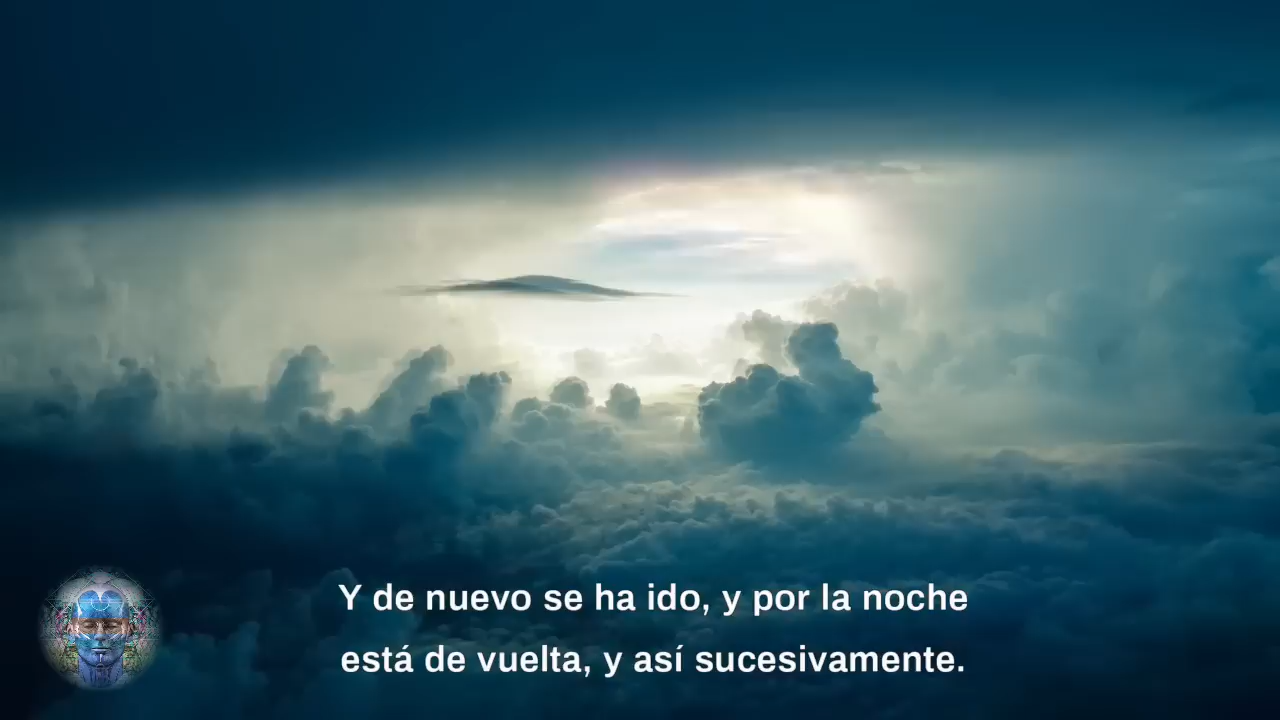 Y de nuevo se ha ido, y por la noche
está de vuelta, y así sucesivamente.